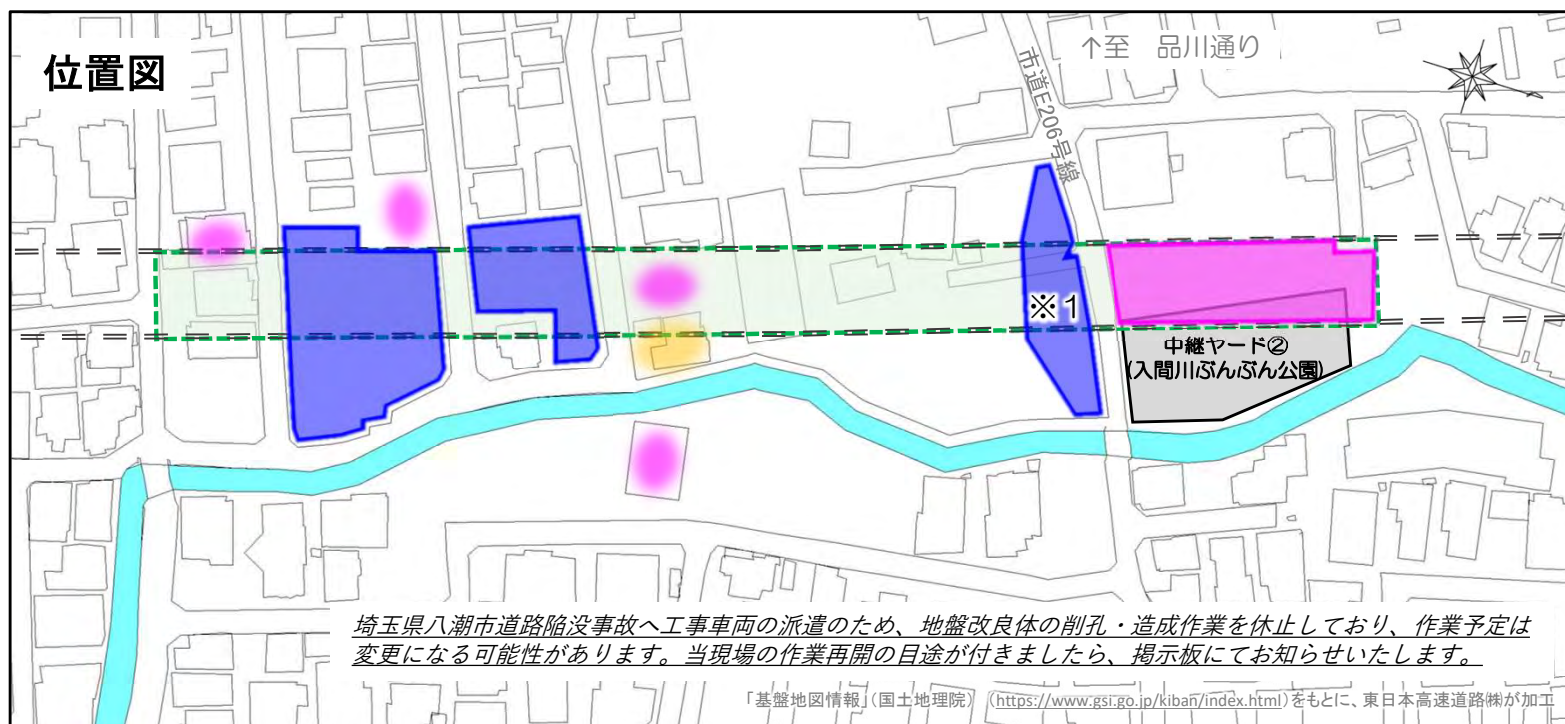 位置図
↑至 品川通り
市道E206号線
※1
中継ヤード②
(入間川ぶんぶん公園)
埼玉県八潮市道路陥没事故へ工事車両の派遣のため、地盤改良体の削孔・造成作業を休止しており、作業予定は
変更になる可能性があります。当現場の作業再開の目途が付きましたら、掲示板にてお知らせいたします。
「基盤地図情報」(国土地理院) (https://www.gsi.go.jp/kiban/index.html)をもとに、東日本高速道路㈱が加工